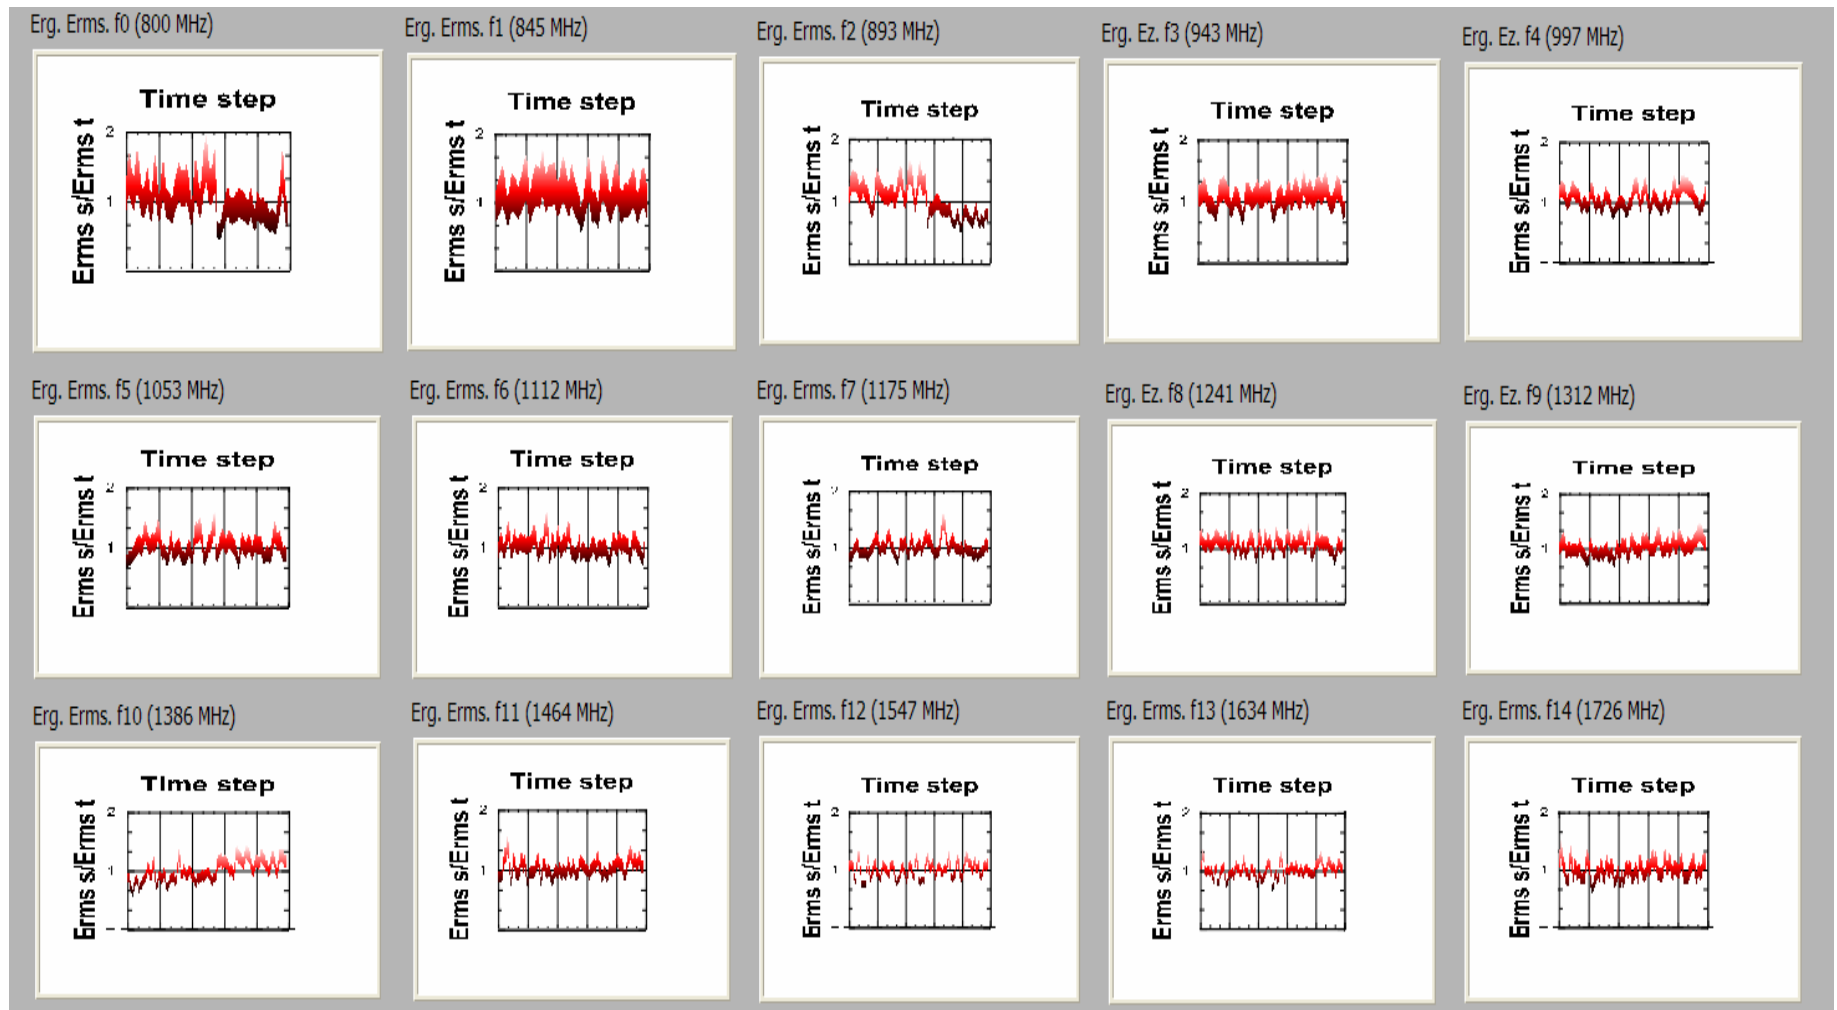 Erg. Erms. f0 (800 MHz)
Time step
Erms s/Erms t
2
1
Erg. Erms. f1 (845 MHz)
Time step
Erms s/Erms t
2
1
Erg. Erms. f2 (893 MHz)
Time step
Erms s/Erms t
2
1
Erg. Ez. f3 (943 MHz)
Time step
Erms s/Erms t
2
1
Erg. Ez. f4 (997 MHz)
Time step
Erms s/Erms t
2
1
Erg. Erms. f5 (1053 MHz)
Time step
Erms s/Erms t
2
1
Erg. Erms. f6 (1112 MHz)
Time step
Erms s/Erms t
2
1
Erg. Erms. f7 (1175 MHz)
Time step
Erms s/Erms t
2
1
Erg. Ez. f8 (1241 MHz)
Time step
Erms s/Erms t
2
1
Erg. Ez. f9 (1312 MHz)
Time step
Erms s/Erms t
2
1
Erg. Erms. f10 (1386 MHz)
Time step
Erms s/Erms t
2
1
Erg. Erms. f11 (1464 MHz)
Time step
Erms s/Erms t
2
1
Erg. Erms. f12 (1547 MHz)
Time step
Erms s/Erms t
2
1
Erg. Erms. f13 (1634 MHz)
Time step
Erms s/Erms t
2
1
Erg. Erms. f14 (1726 MHz)
Time step
Erms s/Erms t
2
1